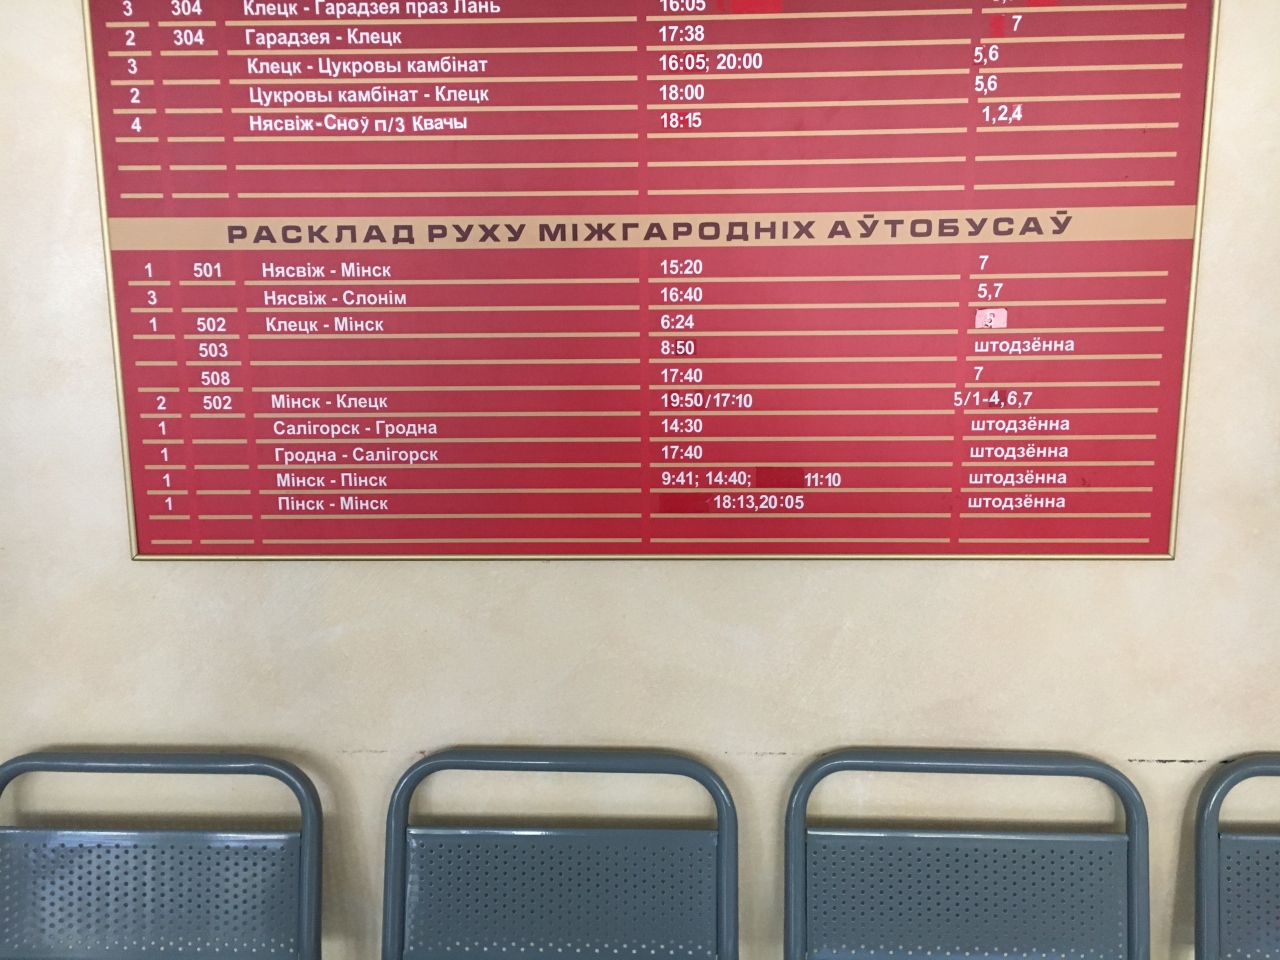 3 304 Клецк - Гарадзея праз Лань 16:05
2 304 Гарадзея - Клецк 17:38 7
3 Клецк - Цукровы камбінат 16:05; 20:00 5,6
2 Цукровы камбінат - Клецк 18:00 5,6
4 Нясвіж-Сноў п/3 Квачы 18:15 1,2,4
РАСКЛАД РУХУ МІЖГАРОДНІХ АЎТОБУСАЎ
1 501 Нясвіж - Мінск 15:20 7
3 Нясвіж - Слонім 16:40 5,7
1 502 Клецк - Мінск 6:24
503 8:50 штодзённа
508 17:40 7
2 502 Мінск - Клецк 19:50/17:10 5/1-4,6,7
1 Салігорск - Гродна 14:30 штодзённа
1 Гродна - Салігорск 17:40 штодзённа
1 Мінск - Пінск 9:41; 14:40; 11:10 штодзённа
1 Пінск - Мінск 18:13,20:05 штодзённа